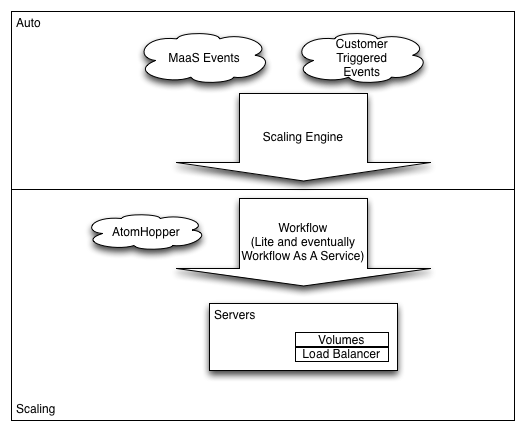 Auto
MaaS Events
Customer
Triggered
Events
Scaling Engine
AtomHopper
Workflow
(Lite and eventually
Workflow As A Service)
Servers
Volumes
Load Balancer
Scaling